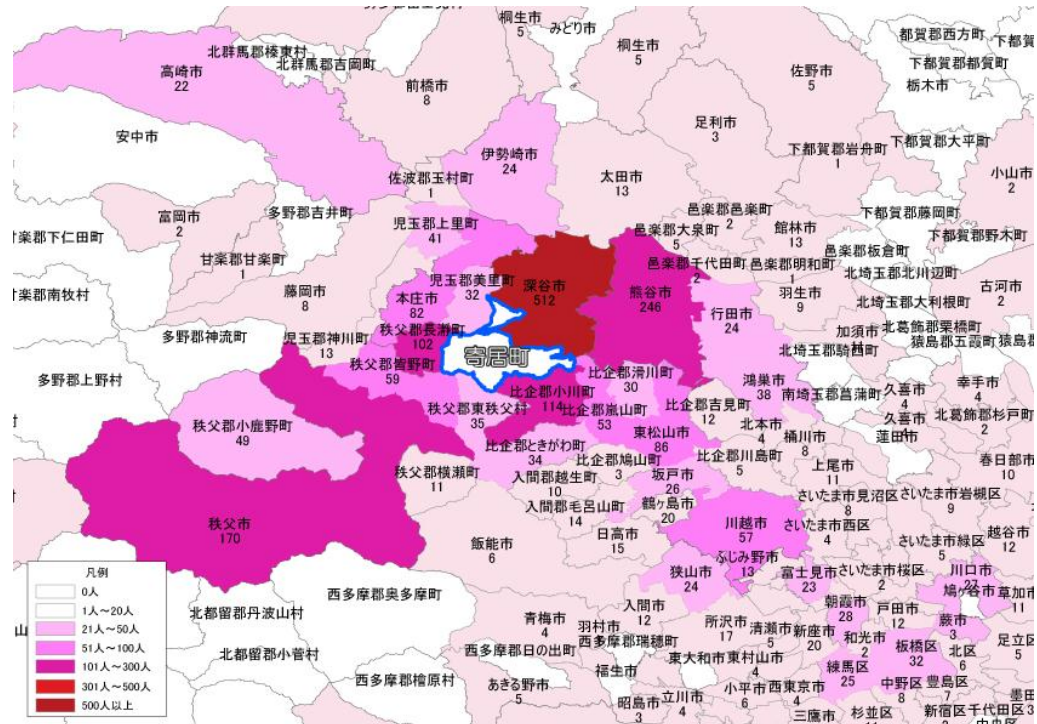 桐生市
5
みどり市
桐生市
5
都賀郡西方町
下都賀郡都賀町
栃木市
佐野市
5
北群馬郡榛東村
北群馬郡吉岡町
高崎市
22
前橋市
8
足利市
3
安中市
伊勢崎市
24
下都賀郡岩舟町
1
下都賀郡大平町
佐波郡玉村町
1
太田市
13
小山市
2
富岡市
2
多野郡吉井町
児玉郡上里町
41
邑楽郡邑楽町
2
館林市
13
下都賀郡藤岡町
甘楽郡下仁田町
邑楽郡大泉町
5
下都賀郡野木町
甘楽郡甘楽町
1
邑楽郡千代田町
2
邑楽郡明和町
1
邑楽郡板倉町
北埼玉郡北川辺町
児玉郡美里町
32
深谷市
512
熊谷市
246
羽生市
9
古河市
2
甘楽郡南牧村
藤岡市
8
本庄市
82
行田市
24
北埼玉郡大利根町
加須市
北葛飾郡栗橋町
猿島郡五霞町
猿島郡
多野郡神流町
児玉郡神川町
13
秩父郡長瀞町
102
寄居町
北埼玉郡騎西町
多野郡上野村
秩父郡皆野町
59
比企郡滑川町
30
鴻巣市
38
南埼玉郡菖蒲町
久喜市
4
幸手市
4
比企郡小川町
114
比企郡嵐山町
53
比企郡吉見町
12
久喜市
4
北葛飾郡杉戸町
2
秩父郡小鹿野町
49
秩父郡東秩父村
35
東松山市
86
北本市
4
桶川市
8
蓮田市
比企郡ときがわ町
34
比企郡鳩山町
3
比企郡川島町
5
上尾市
11
春日部市
10
秩父郡横瀬町
11
入間郡越生町
10
坂戸市
26
さいたま市見沼区
8
さいたま市岩槻区
9
入間郡毛呂山町
14
鶴ヶ島市
20
秩父市
170
川越市
57
さいたま市西区
4
越谷市
12
飯能市
6
日高市
15
さいたま市緑区
5
ふじみ野市
13
狭山市
24
富士見市
23
さいたま市桜区
2
川口市
27
鳩ヶ谷市
草加市
11
凡例
0人
1人~20人
21人~50人
51人~100人
101人~300人
301人~500人
500人以上
北都留郡丹波山村
西多摩郡奥多摩町
青梅市
4
羽村市
入間市
12
朝霞市
28
戸田市
2
蕨市
3
北都留郡小菅村
西多摩郡日の出町
西多摩郡瑞穂町
所沢市
17
清瀬市
5
新座市
20
和光市
2
板橋区
32
北区
6
足立区
5
福生市
東大和市
東村山市
4
練馬区
25
中野区
8
豊島区
7
西多摩郡檜原村
あきる野市
5
昭島市
3
立川市
4
小平市
6
西東京市
4
三鷹市
杉並区
新宿区
千代田区
3